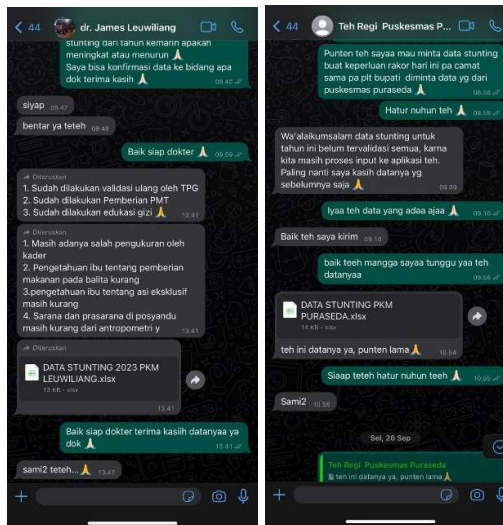 44
dr. James Leuwiliang
stunting dari tahun kemarin apakah
meningkat atau menurun 🙏
Saya bisa konfirmasi data ke bidang apa
dok terima kasih 🙏 09.40
siyap 09.47
bentar ya teteh 09.48
Baik siap dokter 🙏 09.59
Diteruskan
1. Sudah dilakukan validasi ulang oleh TPG
2. Sudah dilakukan Pemberian PMT
3. Sudah dilakukan edukasi gizi 🙏 13.41
Diteruskan
1. Masih adanya salah pengukuran oleh
kader
2. Pengetahuan ibu tentang pemberian
makanan pada balita kurang
3.pengetahuan ibu tentang asi eksklusif
masih kurang
4. Sarana dan prasarana di posyandu
masih kurang dari antropometri y 13.41
Diteruskan
DATA STUNTING 2023 PKM
LEUWILIANG.xlsx
13 KB · xlsx
13.41
Baik siap dokter terima kasiih datanyaa ya
dok 🙏 13.41
sami2 teteh...🙏 13.42
44
Teh Regi Puskesmas P...
Punten teh sayaa mau minta data stunting
buat keperluan rakor hari ini pa camat
sama pa plt bupati diminta data yg dari
puskesmas puraseda 🙏 08.56
Hatur nuhun teh 🙏 08.56
Wa'alaikumsalam data stunting untuk
tahun ini belum tervalidasi semua, karna
kita masih proses input ke aplikasi teh.
Paling nanti saya kasih datanya yg
sebelumnya saja 🙏 09.09
Iyaa teh data yang adaa ajaa 🙏 09.10
Baik teh saya kirim 09.10
baik teeh mangga sayaa tunggu yaa teh
datanyaa 09.56
DATA STUNTING PKM
PURASEDA.xlsx
14 KB · xlsx
teh ini datanya ya, punten lama🙏 10.54
Siaap teteh hatur nuhun teeh 🙏 10.55
Sami2 10.56
Sel, 26 Sep
Teh Regi Puskesmas Puraseda
teh ini datanya ya, punten lama🙏